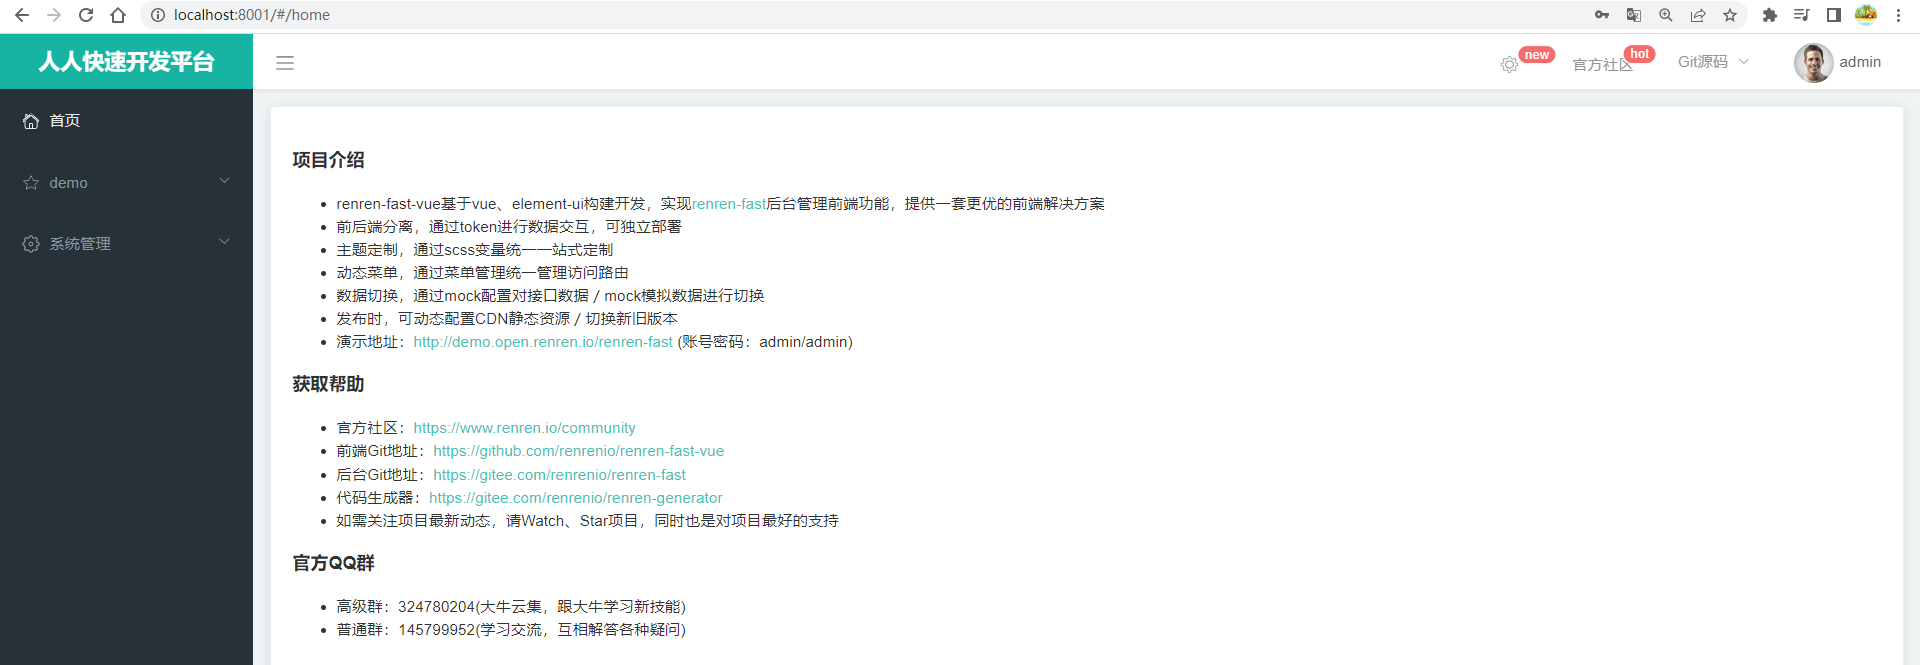 localhost:8001/#/home
人人快速开发平台
new
官方社区
hot
Git源码
admin
首页
demo
系统管理
项目介绍
renren-fast-vue基于vue、element-ui构建开发，实现renren-fast后台管理前端功能，提供一套更优的前端解决方案
前后端分离，通过token进行数据交互，可独立部署
主题定制，通过scss变量统一一站式定制
动态菜单，通过菜单管理统一管理访问路由
数据切换，通过mock配置对接口数据 / mock模拟数据进行切换
发布时，可动态配置CDN静态资源 / 切换新旧版本
演示地址：http://demo.open.renren.io/renren-fast (账号密码：admin/admin)
获取帮助
官方社区：https://www.renren.io/community
前端Git地址：https://github.com/renrenio/renren-fast-vue
后台Git地址：https://gitee.com/renrenio/renren-fast
代码生成器：https://gitee.com/renrenio/renren-generator
如需关注项目最新动态，请Watch、Star项目，同时也是对项目最好的支持
官方QQ群
高级群：324780204(大牛云集，跟大牛学习新技能)
普通群：145799952(学习交流，互相解答各种疑问)